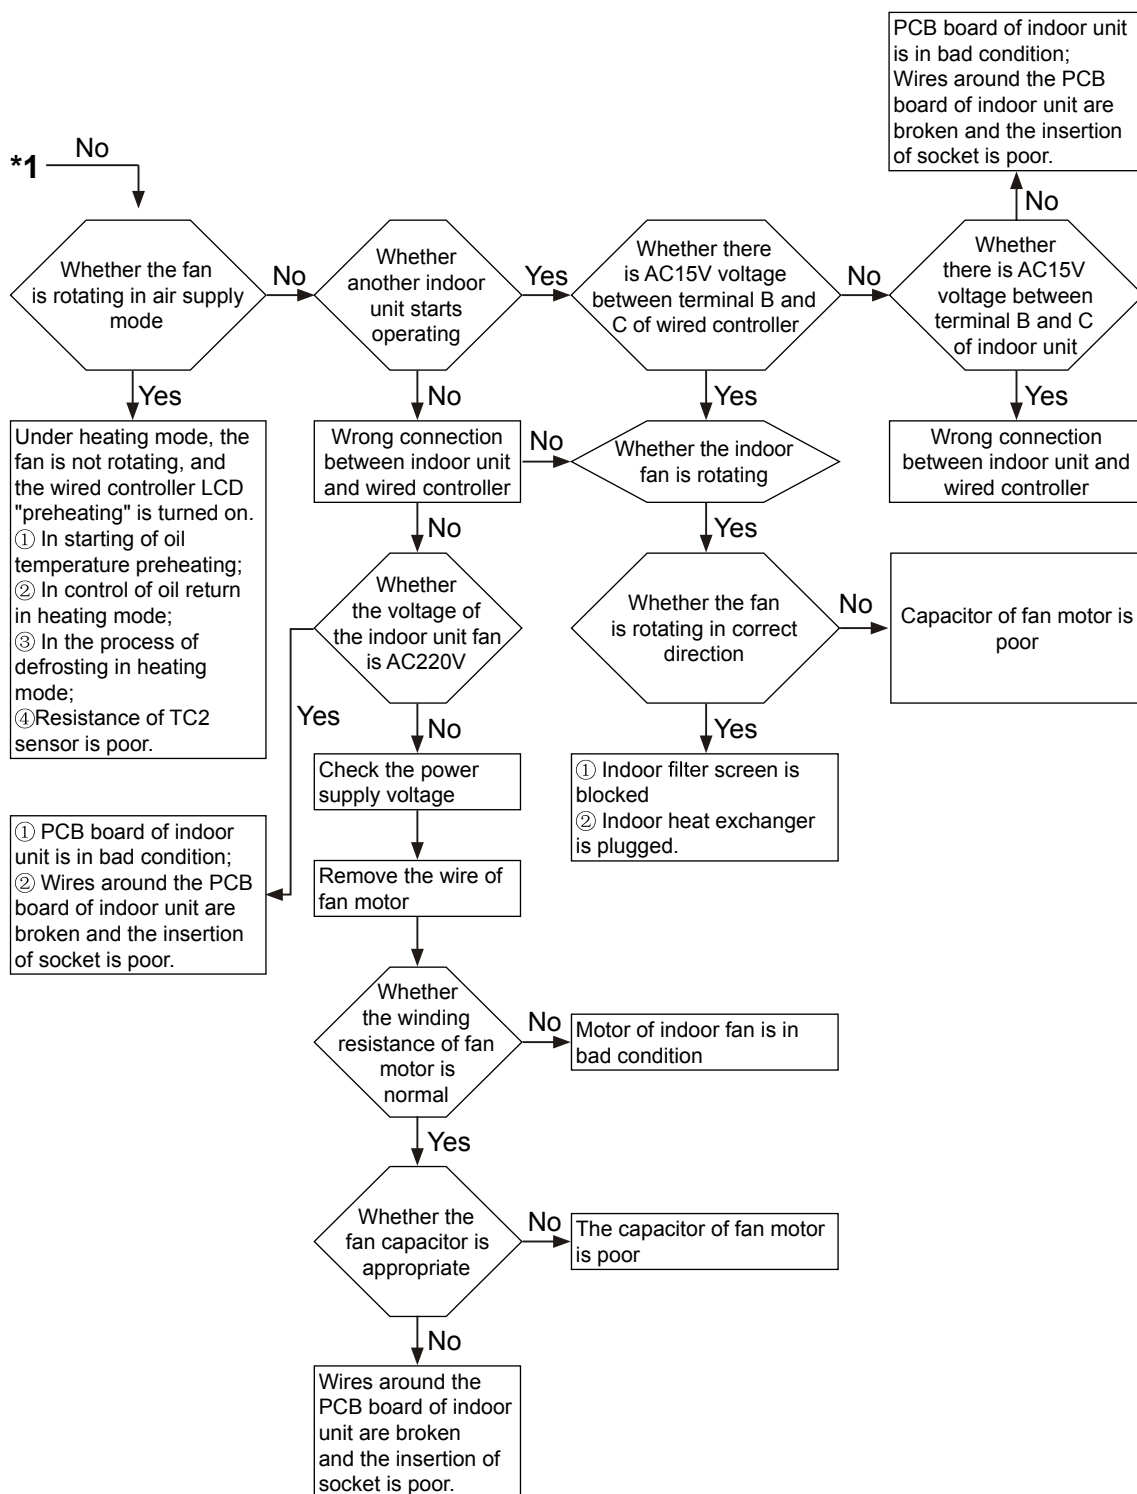 PCB board of indoor unit
is in bad condition;
Wires around the PCB
board of indoor unit are
broken and the insertion
of socket is poor.
*1
No
No
Whether the fan
is rotating in air supply
mode
No
Whether
another indoor
unit starts
operating
Yes
Whether there
is AC15V voltage
between terminal B and
C of wired controller
No
Whether
there is AC15V
voltage between
terminal B and C
of indoor unit
Yes
No
Yes
Yes
Under heating mode, the
fan is not rotating, and
the wired controller LCD
"preheating" is turned on.
① In starting of oil
temperature preheating;
② In control of oil return
in heating mode;
③ In the process of
defrosting in heating
mode;
④Resistance of TC2
sensor is poor.
Wrong connection
between indoor unit
and wired controller
No
Whether the indoor
fan is rotating
Wrong connection
between indoor unit and
wired controller
No
Yes
Whether
the voltage of
the indoor unit fan
is AC220V
Whether the fan
is rotating in correct
direction
No
Capacitor of fan motor is
poor
Yes
No
Yes
Check the power
supply voltage
① Indoor filter screen is
blocked
② Indoor heat exchanger
is plugged.
① PCB board of indoor
unit is in bad condition;
② Wires around the PCB
board of indoor unit are
broken and the insertion
of socket is poor.
Remove the wire of
fan motor
Whether
the winding
resistance of fan
motor is
normal
No
Motor of indoor fan is in
bad condition
Yes
Whether the
fan capacitor is
appropriate
No
The capacitor of fan motor
is poor
No
Wires around the
PCB board of indoor
unit are broken
and the insertion of
socket is poor.